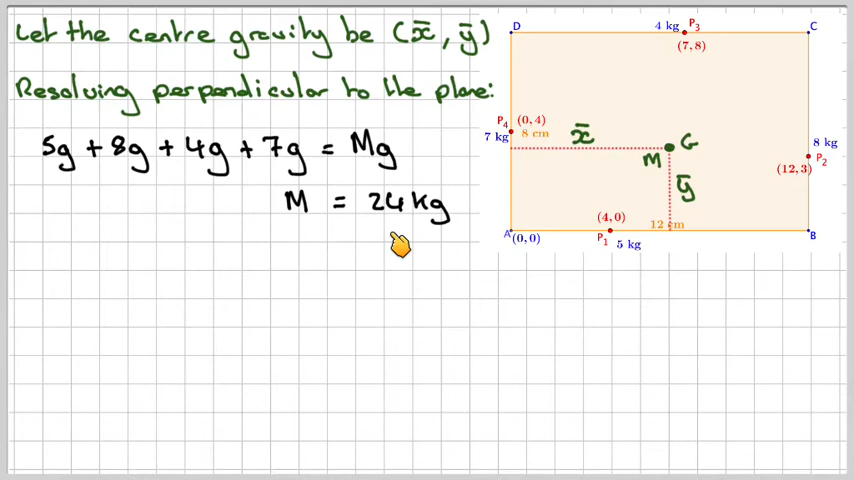 Let the centre gravity be (x̄, ȳ)
Resolving perpendicular to the plane:
5g + 8g + 4g + 7g = Mg
M = 24kg
D
4 kg P₃
C
(7, 8)
P₄ (0, 4)
7 kg 8 cm
x̄
G
M
8 kg
P₂
(12, 3)
ȳ
(4, 0)
12 cm
A (0, 0)
P₁ 5 kg
B